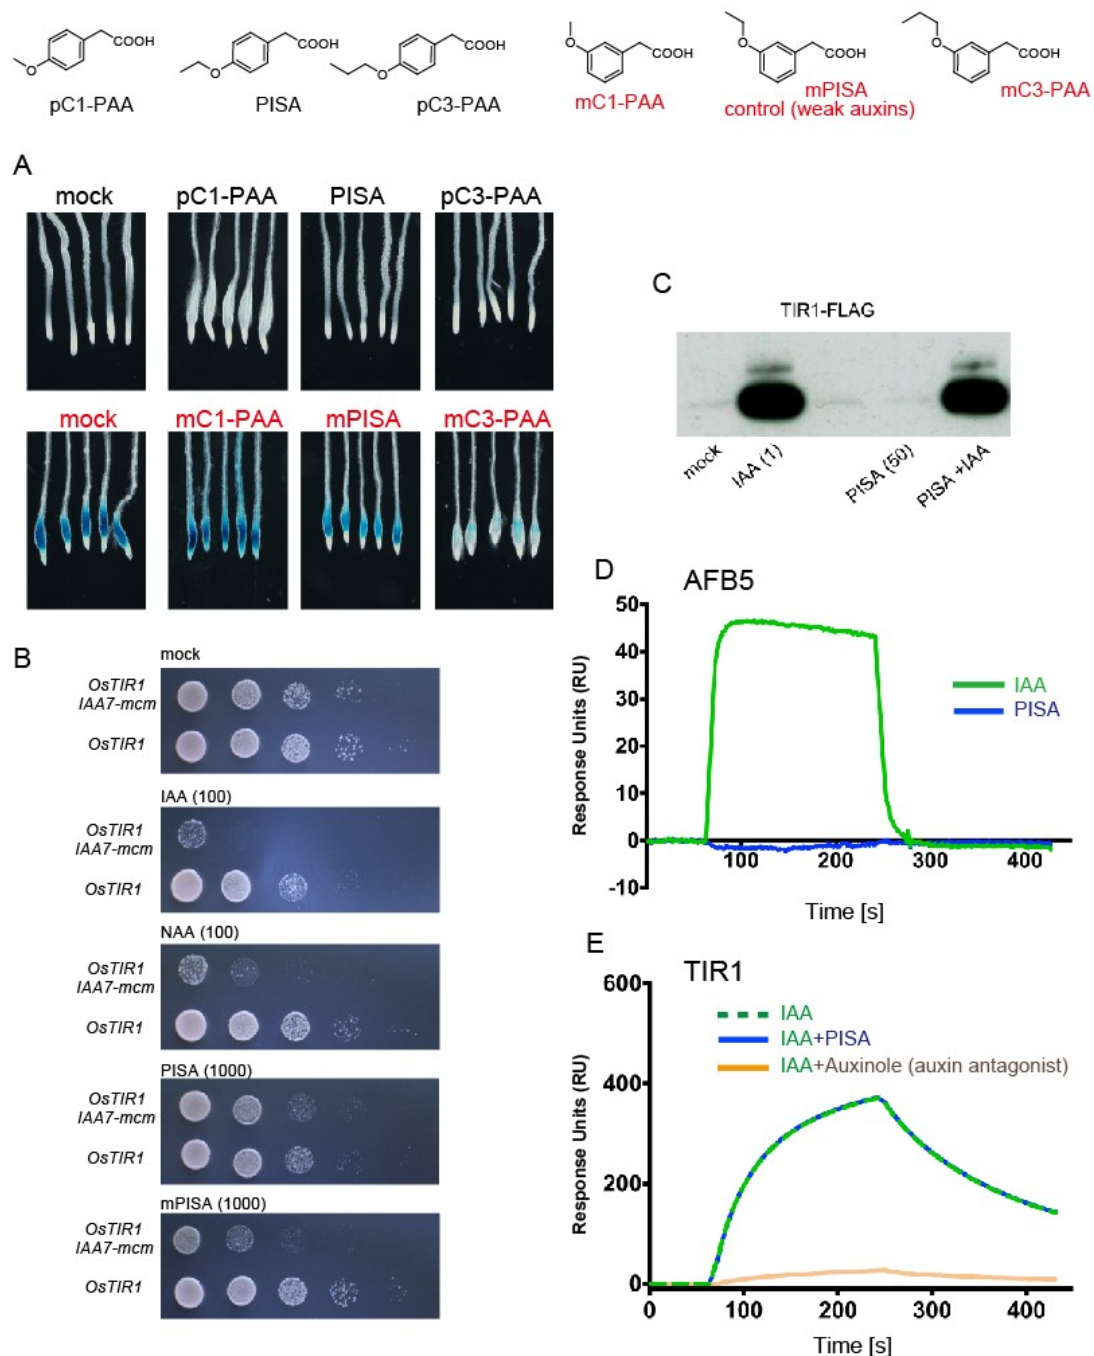 COOH
COOH
COOH
COOH
COOH
COOH
O
O
O
O
O
O
pC1-PAA
PISA
pC3-PAA
mC1-PAA
mPISA
control (weak auxins)
mC3-PAA
A
mock
pC1-PAA
PISA
pC3-PAA
mock
mC1-PAA
mPISA
mC3-PAA
B
mock
OsTIR1
IAA7-mcm
OsTIR1
IAA (100)
OsTIR1
IAA7-mcm
OsTIR1
NAA (100)
OsTIR1
IAA7-mcm
OsTIR1
PISA (1000)
OsTIR1
IAA7-mcm
OsTIR1
mPISA (1000)
OsTIR1
IAA7-mcm
OsTIR1
C
TIR1-FLAG
mock
IAA (1)
PISA (50)
PISA +IAA
D
AFB5
50
40
30
20
10
0
-10
Response Units (RU)
IAA
PISA
100
200
300
400
Time [s]
E
TIR1
600
400
200
0
Response Units (RU)
IAA
IAA+PISA
IAA+Auxinole (auxin antagonist)
0
100
200
300
400
Time [s]